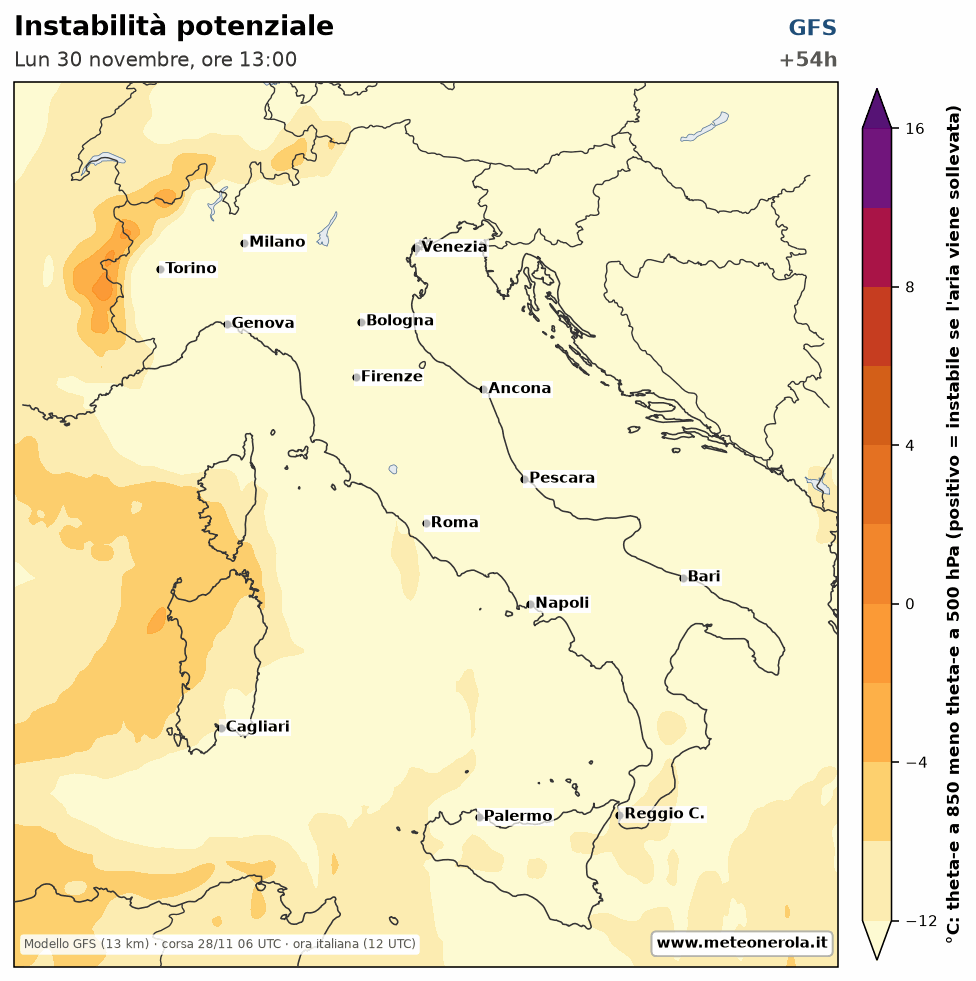 Instabilità potenziale
GFS
Lun 30 novembre, ore 13:00
+54h
Milano
Venezia
Torino
Genova
Bologna
Firenze
Ancona
Pescara
Roma
Bari
Napoli
Cagliari
Palermo
Reggio C.
Modello GFS (13 km) · corsa 28/11 06 UTC · ora italiana (12 UTC)
www.meteonerola.it
16
8
4
0
−4
−12
°C: theta-e a 850 meno theta-e a 500 hPa (positivo = instabile se l'aria viene sollevata)